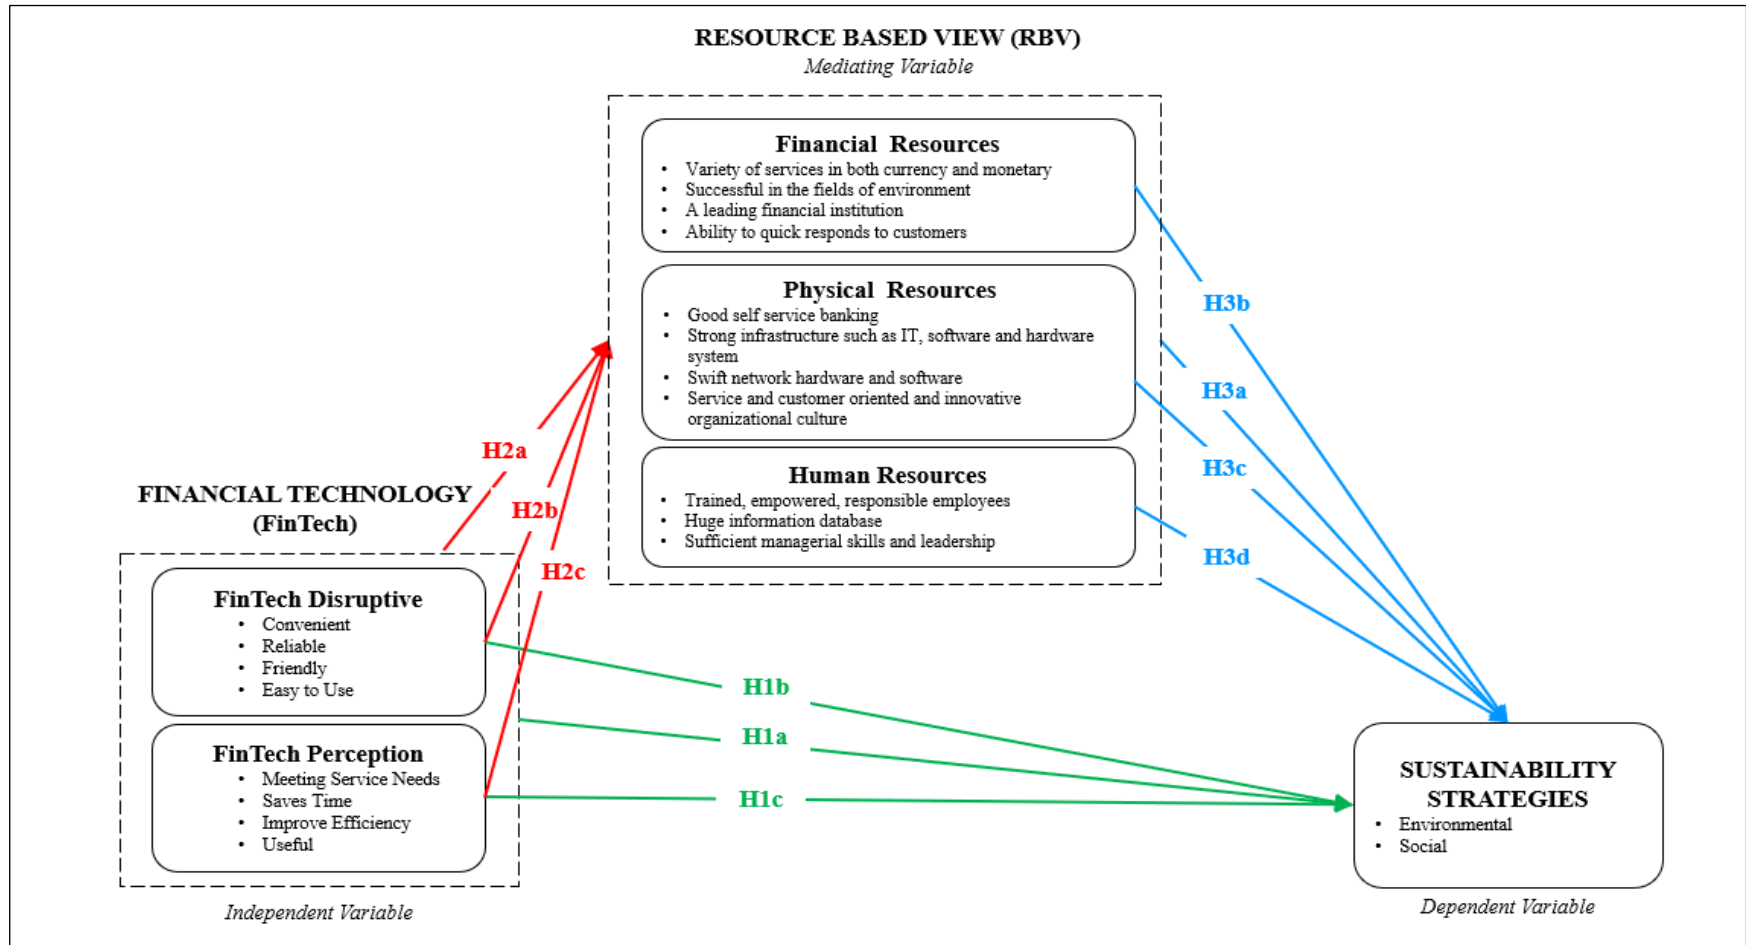 RESOURCE BASED VIEW (RBV)
Mediating Variable
Financial Resources
• Variety of services in both currency and monetary
• Successful in the fields of environment
• A leading financial institution
• Ability to quick responds to customers
Physical Resources
• Good self service banking
• Strong infrastructure such as IT, software and hardware
system
• Swift network hardware and software
• Service and customer oriented and innovative
organizational culture
Human Resources
• Trained, empowered, responsible employees
• Huge information database
• Sufficient managerial skills and leadership
H3b
H3a
H3c
H3d
H2a
H2b
H2c
FINANCIAL TECHNOLOGY
(FinTech)
FinTech Disruptive
• Convenient
• Reliable
• Friendly
• Easy to Use
FinTech Perception
• Meeting Service Needs
• Saves Time
• Improve Efficiency
• Useful
Independent Variable
H1b
H1a
H1c
SUSTAINABILITY
STRATEGIES
• Environmental
• Social
Dependent Variable